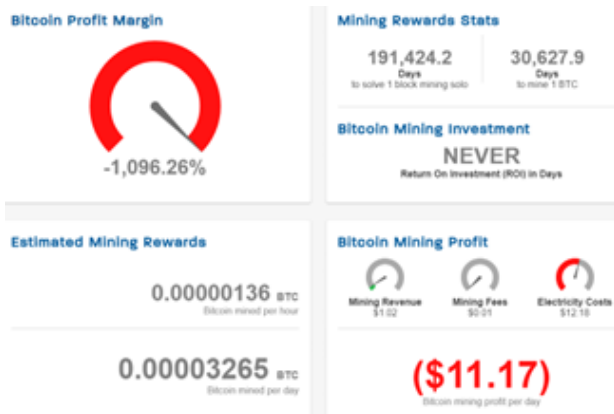 Bitcoin Profit Margin
-1,096.26%
Mining Rewards Stats
191,424.2
Days
to solve 1 block mining solo
30,627.9
Days
to mine 1 BTC
Bitcoin Mining Investment
NEVER
Return On Investment (ROI) in Days
Estimated Mining Rewards
0.00000136 BTC
Bitcoin mined per hour
0.00003265 BTC
Bitcoin mined per day
Bitcoin Mining Profit
Mining Revenue
$1.02
Mining Fees
$0.01
Electricity Costs
$12.18
($11.17)
Bitcoin mining profit per day